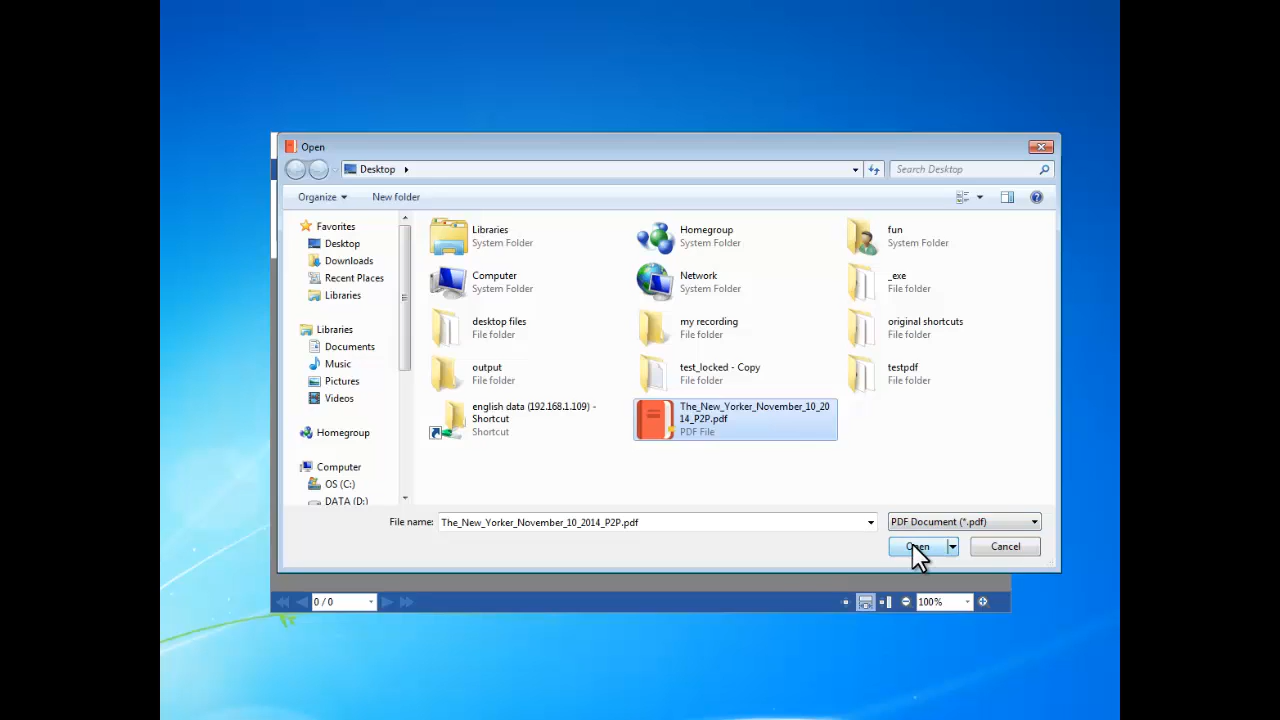 Open
Desktop
Search Desktop
Organize
New folder
Favorites
Desktop
Downloads
Recent Places
Libraries
Libraries
Documents
Music
Pictures
Videos
Homegroup
Computer
OS (C:)
DATA (D:)
Libraries
System Folder
Homegroup
System Folder
fun
System Folder
Computer
System Folder
Network
System Folder
_exe
File folder
desktop files
File folder
my recording
File folder
original shortcuts
File folder
output
File folder
test_locked - Copy
File folder
testpdf
File folder
english data (192.168.1.109) -
Shortcut
Shortcut
The_New_Yorker_November_10_20
14_P2P.pdf
PDF File
File name:
The_New_Yorker_November_10_2014_P2P.pdf
PDF Document (*.pdf)
Open
Cancel
0 / 0
100%